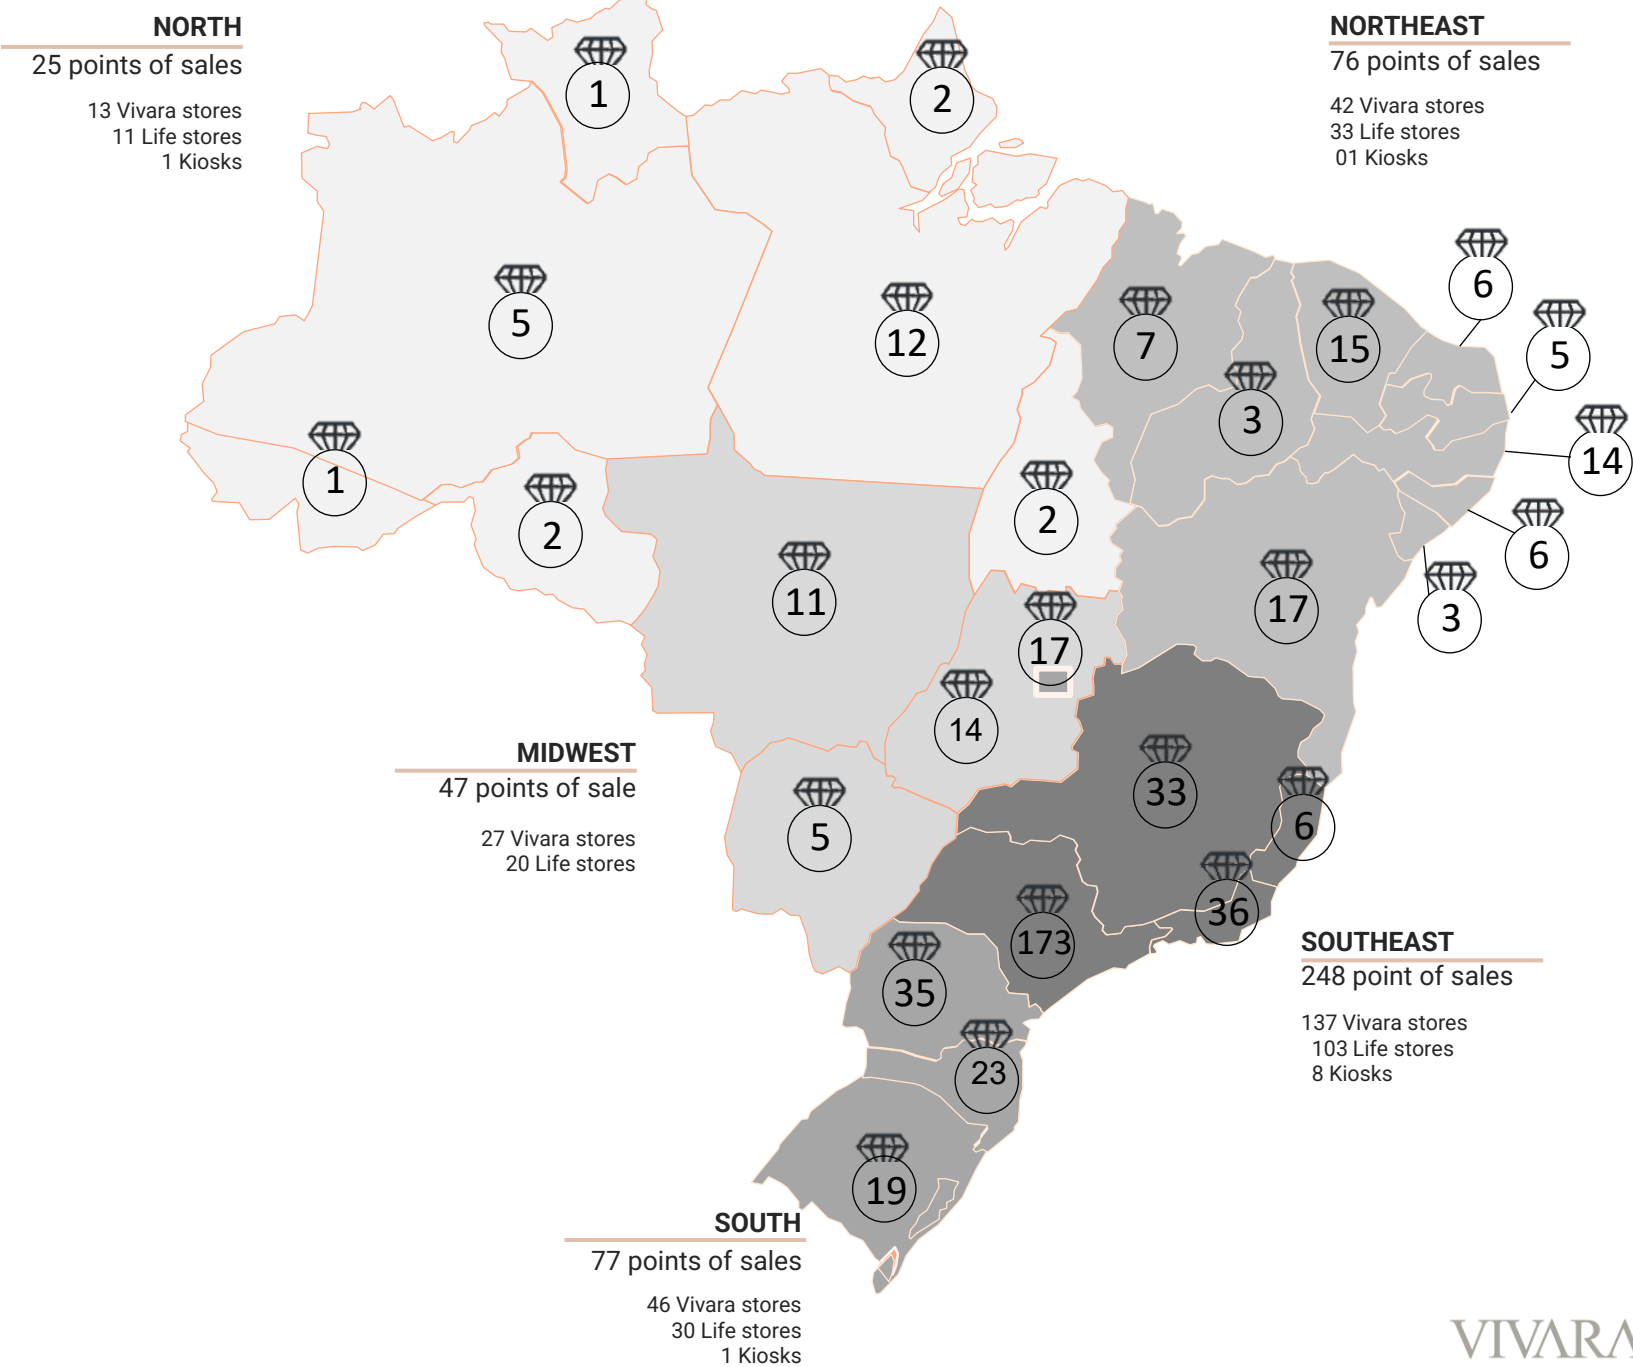 NORTH
25 points of sales
13 Vivara stores
11 Life stores
1 Kiosks
NORTHEAST
76 points of sales
42 Vivara stores
33 Life stores
01 Kiosks
1
2
6
5
12
7
15
5
3
14
1
2
2
6
11
17
3
17
14
MIDWEST
47 points of sale
27 Vivara stores
20 Life stores
5
33
6
36
173
35
SOUTHEAST
248 point of sales
137 Vivara stores
103 Life stores
8 Kiosks
23
19
SOUTH
77 points of sales
46 Vivara stores
30 Life stores
1 Kiosks
VIVARA